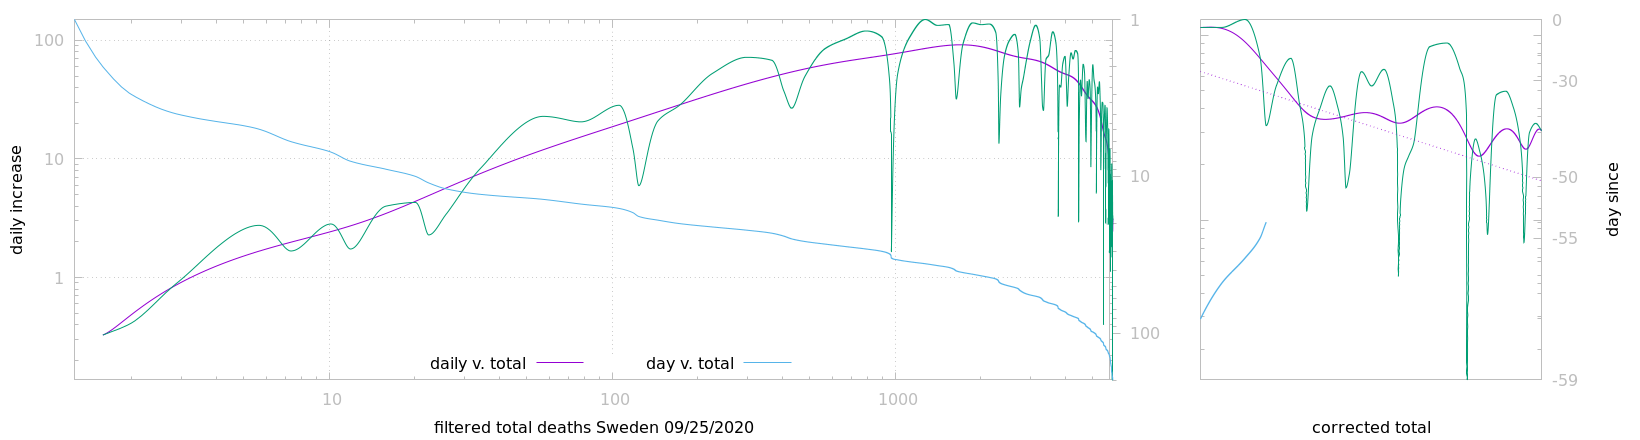 daily increase
100
10
1
daily v. total
day v. total
10
100
1000
filtered total deaths Sweden 09/25/2020
1
10
100
0
-30
-50
-55
-59
day since
corrected total